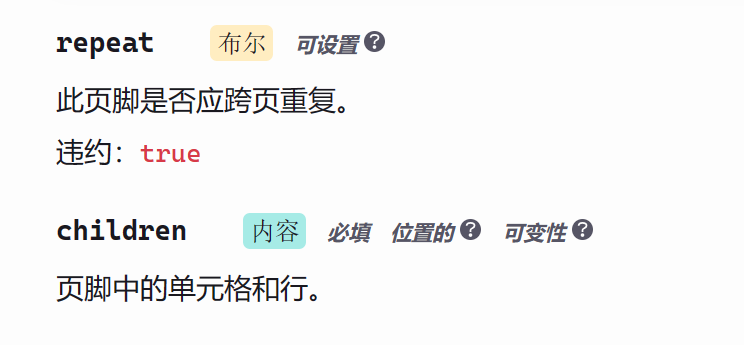 repeat 布尔 可设置 ?
此页脚是否应跨页重复。
违约：true
children 内容 必填 位置的 ? 可变性 ?
页脚中的单元格和行。